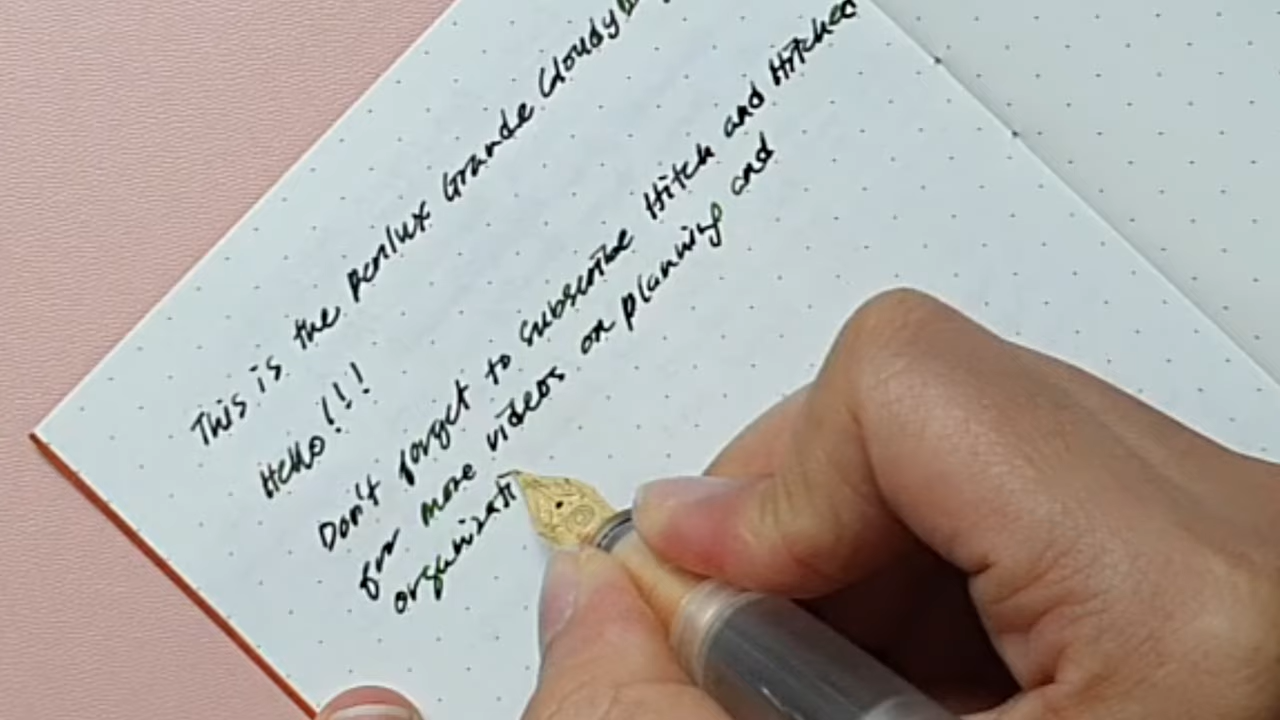 This is the penlux Grande Cloudy
Hello!!!
Don't forget to subscribe Hitch and Hitched
for more videos on planning and
organizati